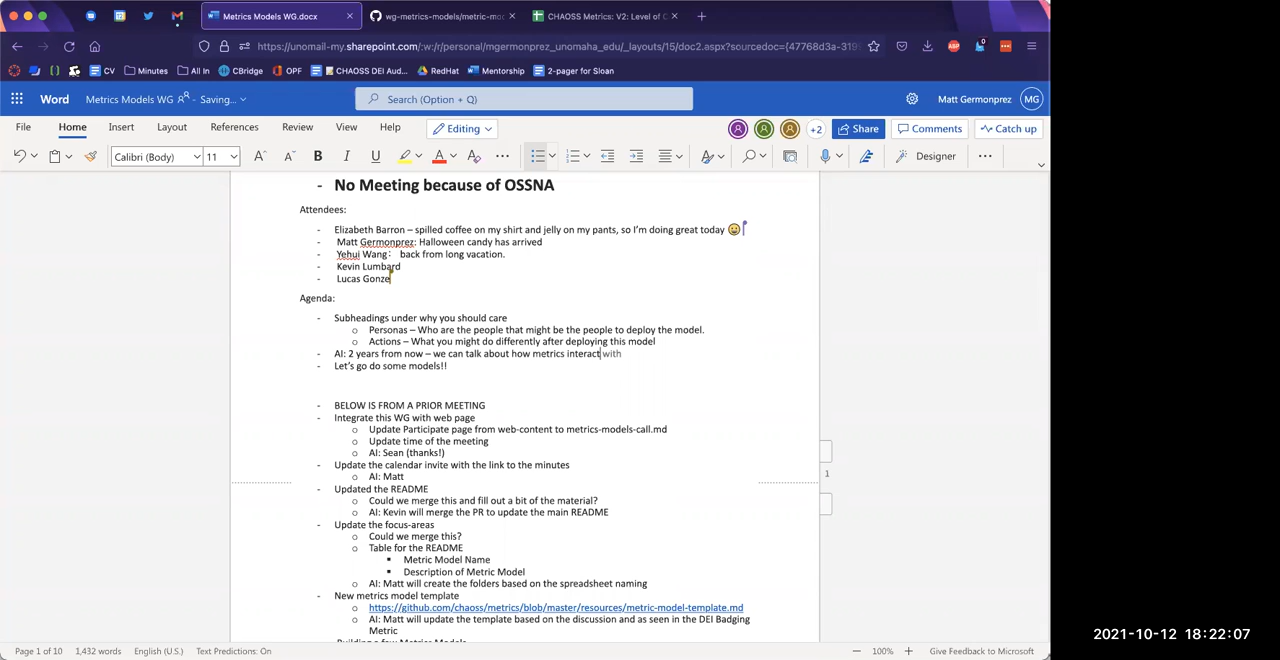 Metrics Models WG.docx
wg-metrics-models/metric-mo
CHAOSS Metrics: V2: Level of C
https://unomail-my.sharepoint.com/:w:/r/personal/mgermonprez_unomaha_edu/_layouts/15/doc2.aspx?sourcedoc={47768d3a-319
0
ASP
CV
Minutes
All In
CBridge
OPF
CHAOSS DEI Aud...
RedHat
Mentorship
2-pager for Sloan
Word
Metrics Models WG - Saving...
Search (Option + Q)
Matt Germonprez
MG
File
Home
Insert
Layout
References
Review
View
Help
Editing
+2
Share
Comments
Catch up
Calibri (Body)
11
B
I
U
Designer
- No Meeting because of OSSNA
Attendees:
- Elizabeth Barron – spilled coffee on my shirt and jelly on my pants, so I'm doing great today 😀
- Matt Germonprez: Halloween candy has arrived
- Yehui Wang： back from long vacation.
- Kevin Lumbard
- Lucas Gonze
Agenda:
- Subheadings under why you should care
o Personas – Who are the people that might be the people to deploy the model.
o Actions – What you might do differently after deploying this model
- AI: 2 years from now – we can talk about how metrics interact with
- Let's go do some models!!
- BELOW IS FROM A PRIOR MEETING
- Integrate this WG with web page
o Update Participate page from web-content to metrics-models-call.md
o Update time of the meeting
o AI: Sean (thanks!)
- Update the calendar invite with the link to the minutes
o AI: Matt
- Updated the README
o Could we merge this and fill out a bit of the material?
o AI: Kevin will merge the PR to update the main README
- Update the focus-areas
o Could we merge this?
o Table for the README
▪ Metric Model Name
▪ Description of Metric Model
o AI: Matt will create the folders based on the spreadsheet naming
- New metrics model template
o https://github.com/chaoss/metrics/blob/master/resources/metric-model-template.md
o AI: Matt will update the template based on the discussion and as seen in the DEI Badging
Metric
1
Page 1 of 10
1,432 words
English (U.S.)
Text Predictions: On
100%
Give Feedback to Microsoft
2021-10-12 18:22:07